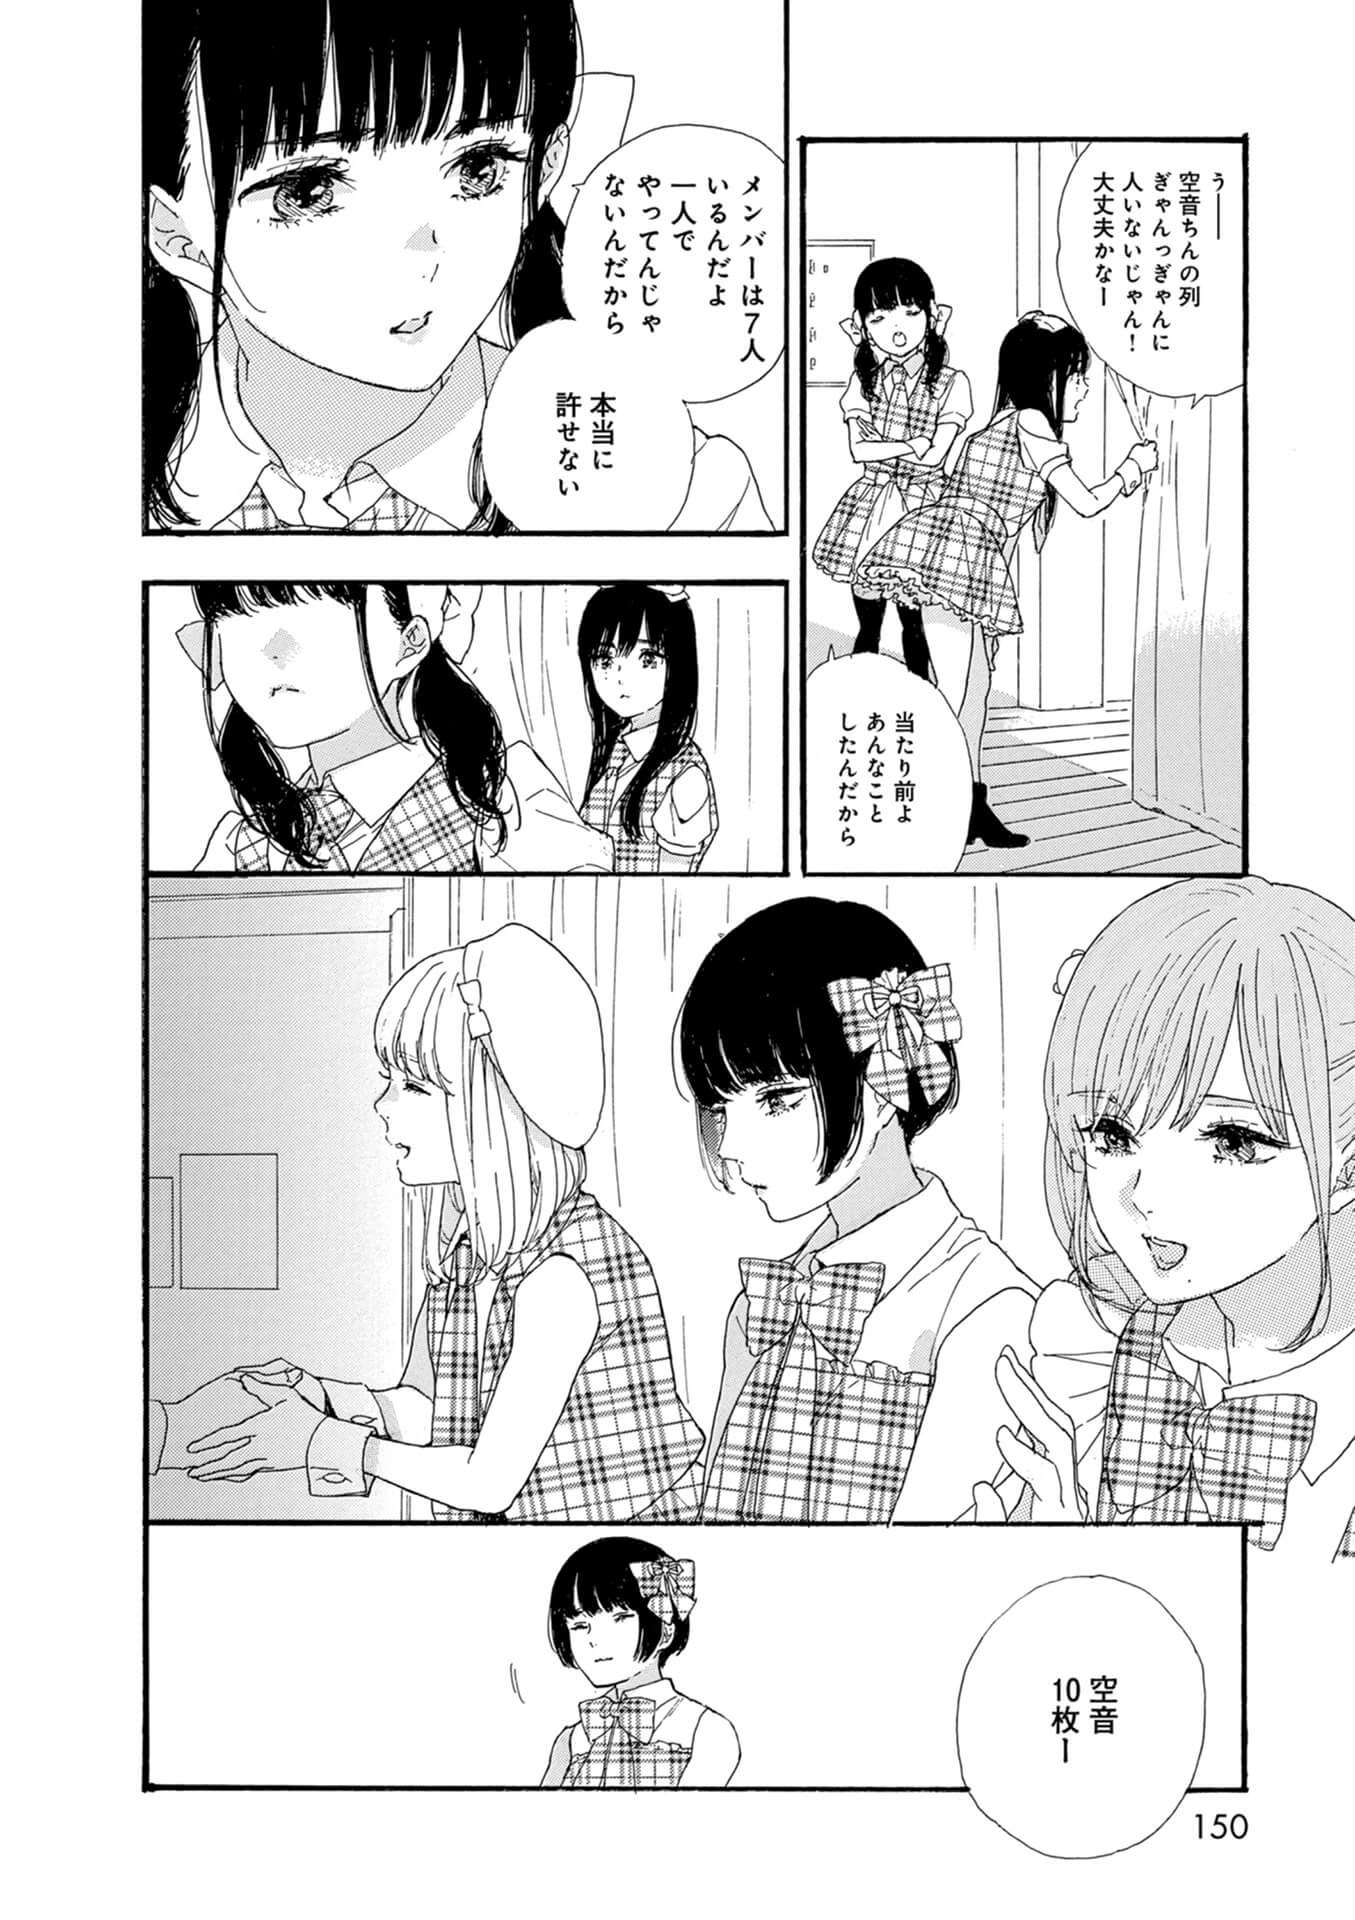 うー
空音ちんの列
ぎゃんっぎゃんに
人いないじゃん！
大丈夫かなー
当たり前よ
あんなこと
したんだから
メンバーは7人
いるんだよ
一人で
やってんじゃ
ないんだから
本当に
許せない
空音
10枚ー
150